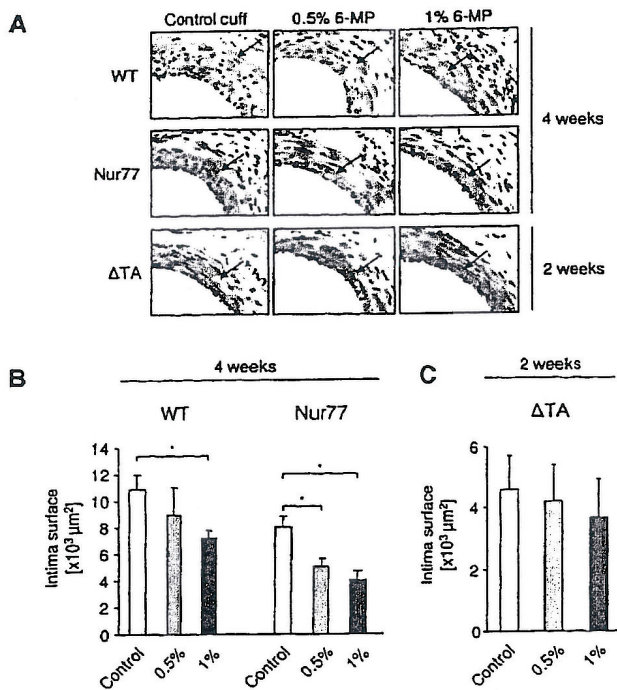 A
Control cuff 0.5% 6-MP 1% 6-MP
WT
4 weeks
Nur77
ΔTA
2 weeks
B
4 weeks
WT Nur77
Intima surface
[x10³ μm²]
14
12
10
8
6
4
2
0
*
*
*
Control 0.5% 1% Control 0.5% 1%
C
2 weeks
ΔTA
Intima surface
[x10³ μm²]
6
4
2
0
Control 0.5% 1%